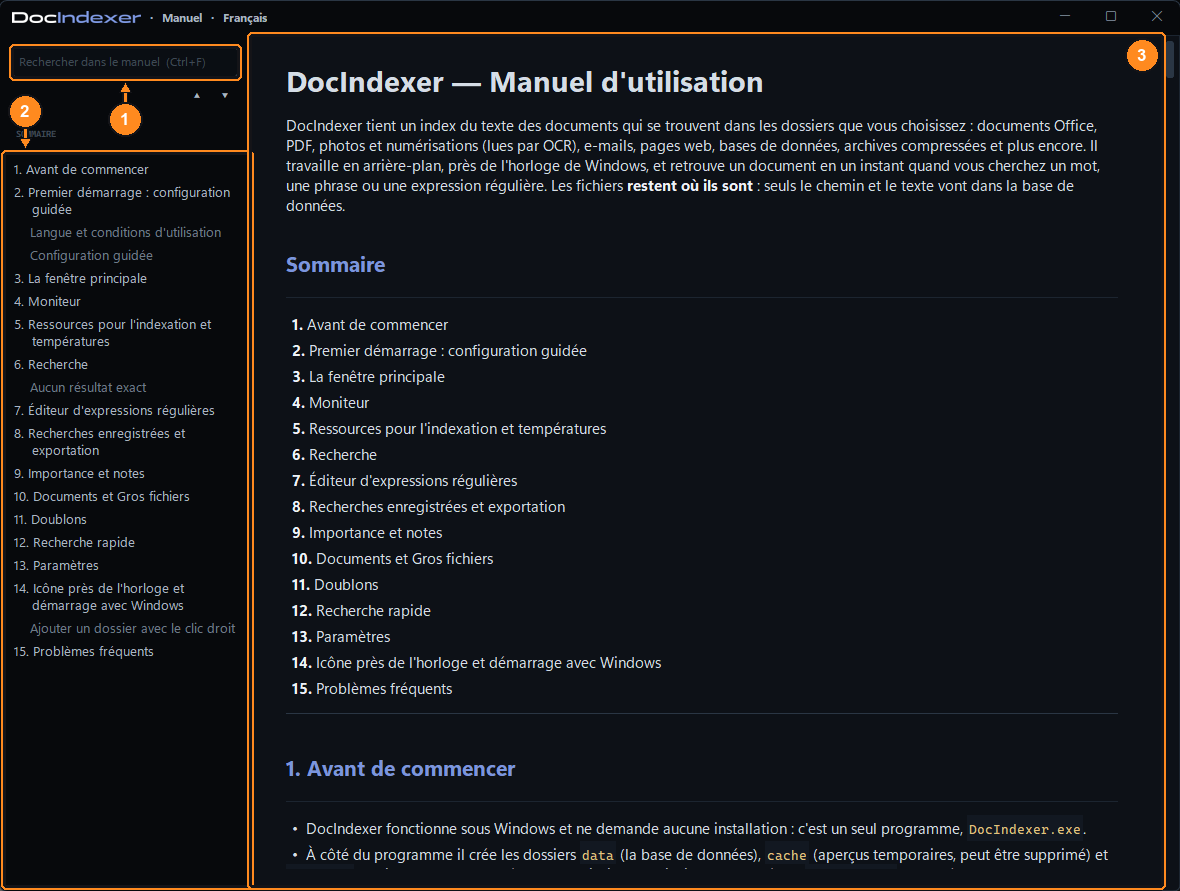 DocIndexer · Manuel · Français
Rechercher dans le manuel (Ctrl+F)
1
2
3
1. Avant de commencer
2. Premier démarrage : configuration
guidée
Langue et conditions d'utilisation
Configuration guidée
3. La fenêtre principale
4. Moniteur
5. Ressources pour l'indexation et
températures
6. Recherche
Aucun résultat exact
7. Éditeur d'expressions régulières
8. Recherches enregistrées et
exportation
9. Importance et notes
10. Documents et Gros fichiers
11. Doublons
12. Recherche rapide
13. Paramètres
14. Icône près de l'horloge et
démarrage avec Windows
Ajouter un dossier avec le clic droit
15. Problèmes fréquents
DocIndexer — Manuel d'utilisation
DocIndexer tient un index du texte des documents qui se trouvent dans les dossiers que vous choisissez : documents Office,
PDF, photos et numérisations (lues par OCR), e-mails, pages web, bases de données, archives compressées et plus encore. Il
travaille en arrière-plan, près de l'horloge de Windows, et retrouve un document en un instant quand vous cherchez un mot,
une phrase ou une expression régulière. Les fichiers restent où ils sont : seuls le chemin et le texte vont dans la base de
données.
Sommaire
1. Avant de commencer
2. Premier démarrage : configuration guidée
3. La fenêtre principale
4. Moniteur
5. Ressources pour l'indexation et températures
6. Recherche
7. Éditeur d'expressions régulières
8. Recherches enregistrées et exportation
9. Importance et notes
10. Documents et Gros fichiers
11. Doublons
12. Recherche rapide
13. Paramètres
14. Icône près de l'horloge et démarrage avec Windows
15. Problèmes fréquents
1. Avant de commencer
• DocIndexer fonctionne sous Windows et ne demande aucune installation : c'est un seul programme, DocIndexer.exe.
• À côté du programme il crée les dossiers data (la base de données), cache (aperçus temporaires, peut être supprimé) et